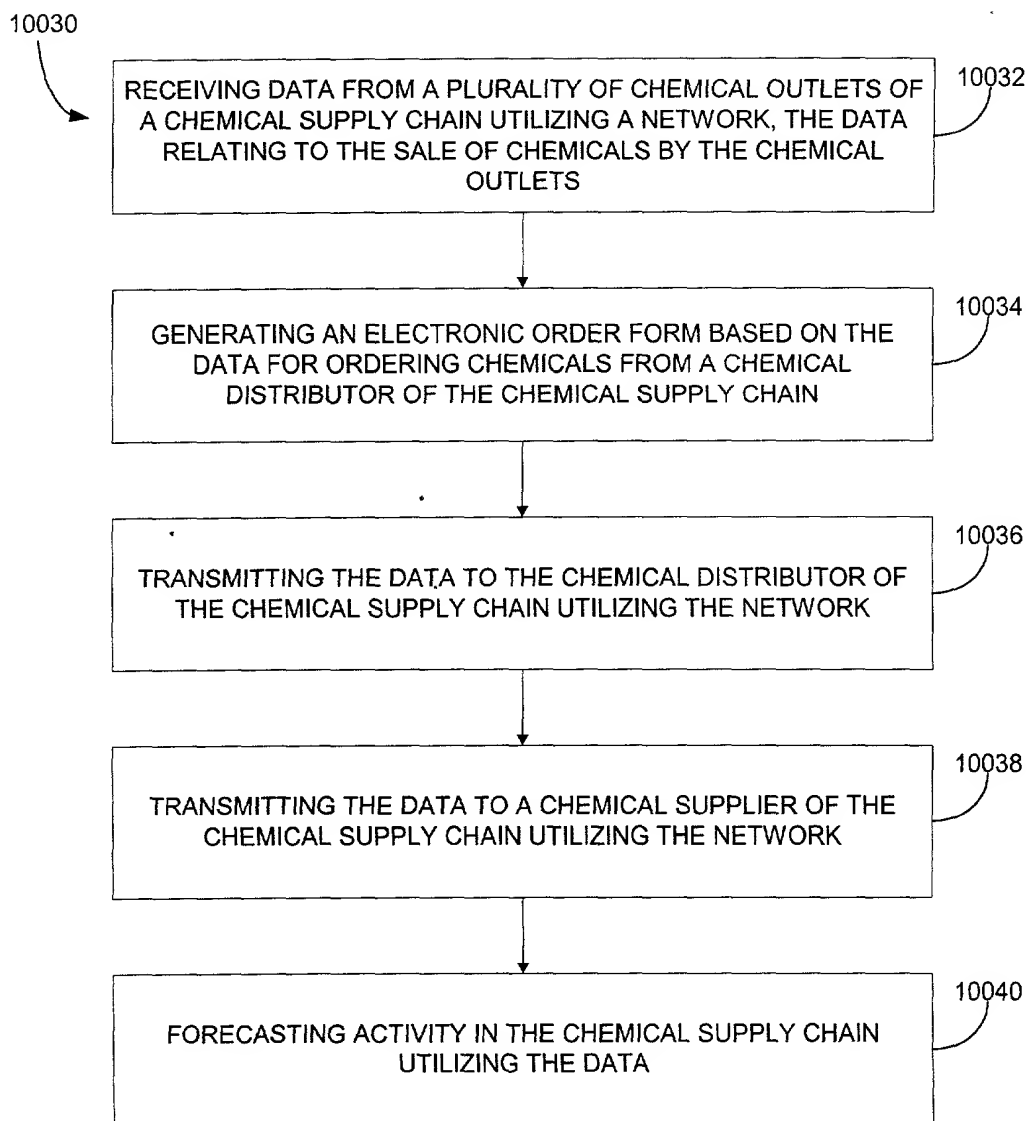 10030
RECEIVING DATA FROM A PLURALITY OF CHEMICAL OUTLETS OF
A CHEMICAL SUPPLY CHAIN UTILIZING A NETWORK, THE DATA
RELATING TO THE SALE OF CHEMICALS BY THE CHEMICAL
OUTLETS
10032
GENERATING AN ELECTRONIC ORDER FORM BASED ON THE
DATA FOR ORDERING CHEMICALS FROM A CHEMICAL
DISTRIBUTOR OF THE CHEMICAL SUPPLY CHAIN
10034
TRANSMITTING THE DATA TO THE CHEMICAL DISTRIBUTOR OF
THE CHEMICAL SUPPLY CHAIN UTILIZING THE NETWORK
10036
TRANSMITTING THE DATA TO A CHEMICAL SUPPLIER OF THE
CHEMICAL SUPPLY CHAIN UTILIZING THE NETWORK
10038
FORECASTING ACTIVITY IN THE CHEMICAL SUPPLY CHAIN
UTILIZING THE DATA
10040